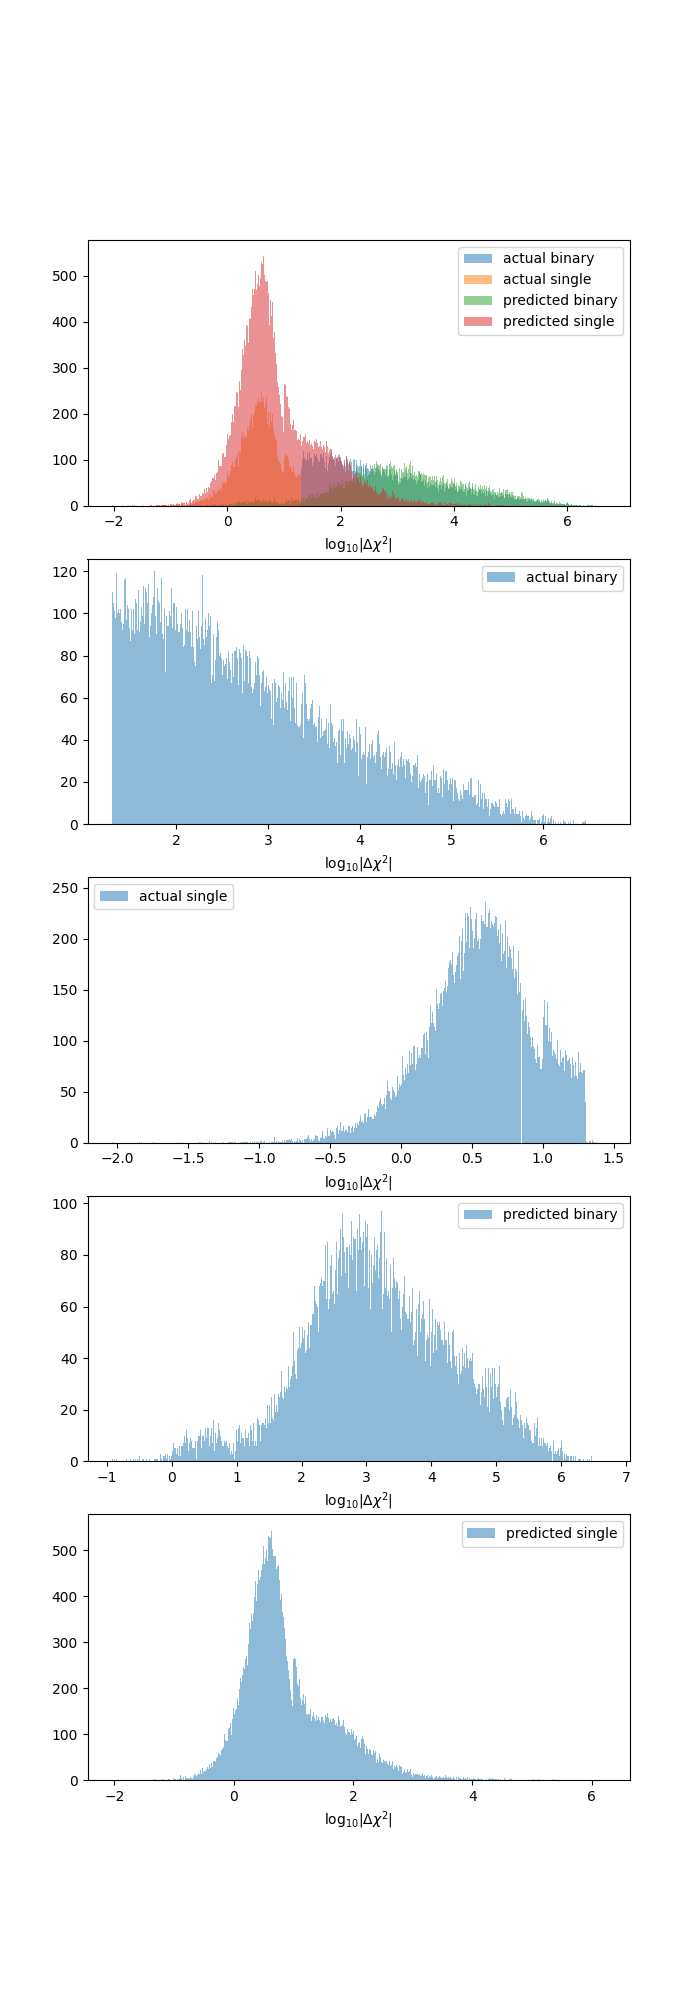 actual binary
actual single
predicted binary
predicted single
500
400
300
200
100
0
−2 0 2 4 6
log₁₀|Δχ²|
actual binary
120
100
80
60
40
20
0
2 3 4 5 6
log₁₀|Δχ²|
actual single
250
200
150
100
50
0
−2.0 −1.5 −1.0 −0.5 0.0 0.5 1.0 1.5
log₁₀|Δχ²|
predicted binary
100
80
60
40
20
0
−1 0 1 2 3 4 5 6 7
log₁₀|Δχ²|
predicted single
500
400
300
200
100
0
−2 0 2 4 6
log₁₀|Δχ²|